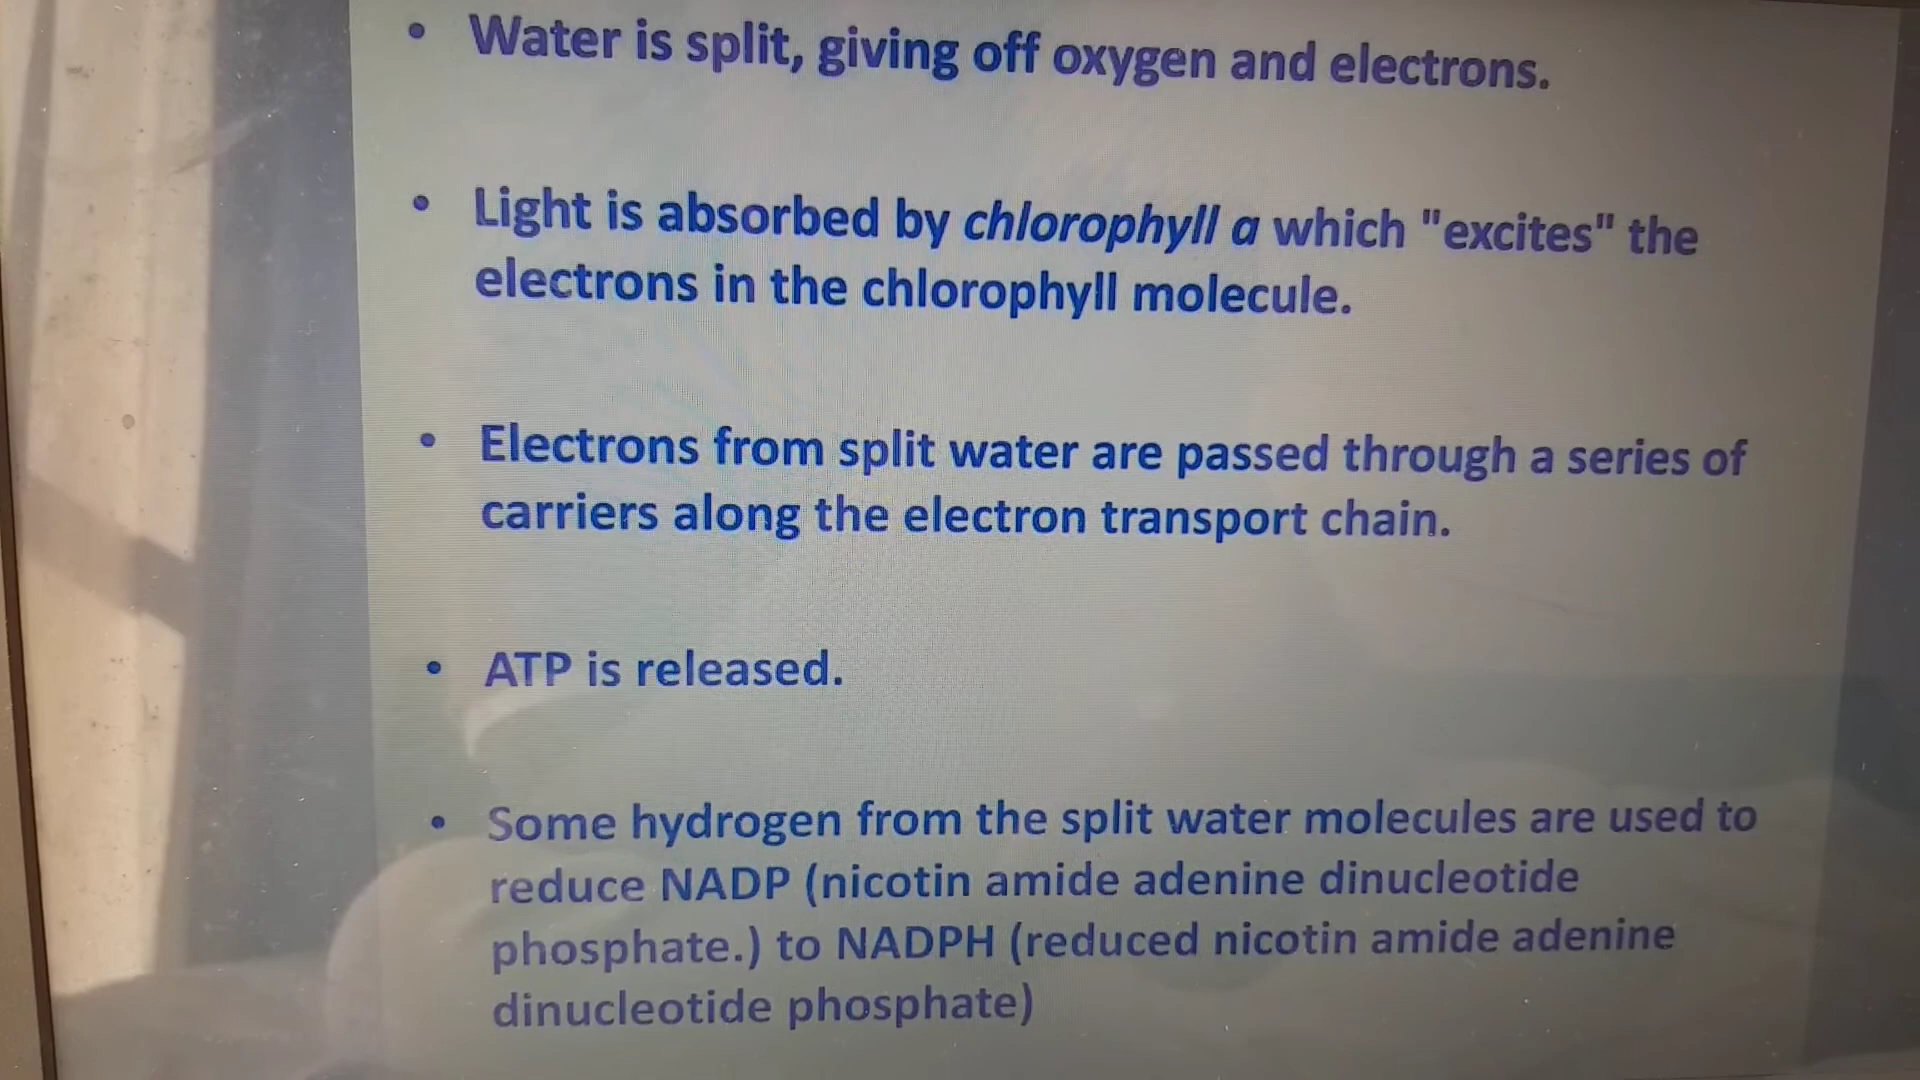 • Water is split, giving off oxygen and electrons.
• Light is absorbed by chlorophyll a which "excites" the
electrons in the chlorophyll molecule.
• Electrons from split water are passed through a series of
carriers along the electron transport chain.
• ATP is released.
• Some hydrogen from the split water molecules are used to
reduce NADP (nicotin amide adenine dinucleotide
phosphate.) to NADPH (reduced nicotin amide adenine
dinucleotide phosphate)